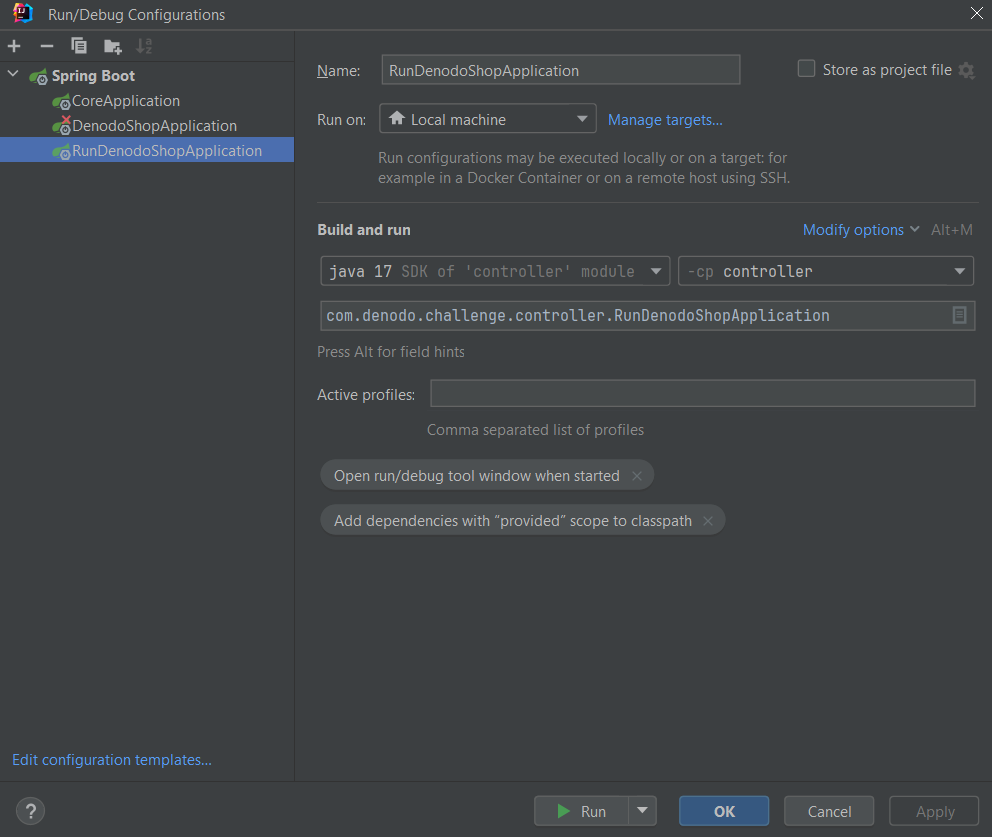 Run/Debug Configurations
Spring Boot
CoreApplication
DenodoShopApplication
RunDenodoShopApplication
Edit configuration templates...
Name: RunDenodoShopApplication Store as project file
Run on: Local machine Manage targets...
Run configurations may be executed locally or on a target: for
example in a Docker Container or on a remote host using SSH.
Build and run Modify options Alt+M
java 17 SDK of 'controller' module -cp controller
com.denodo.challenge.controller.RunDenodoShopApplication
Press Alt for field hints
Active profiles:
Comma separated list of profiles
Open run/debug tool window when started
Add dependencies with “provided” scope to classpath
? Run OK Cancel Apply